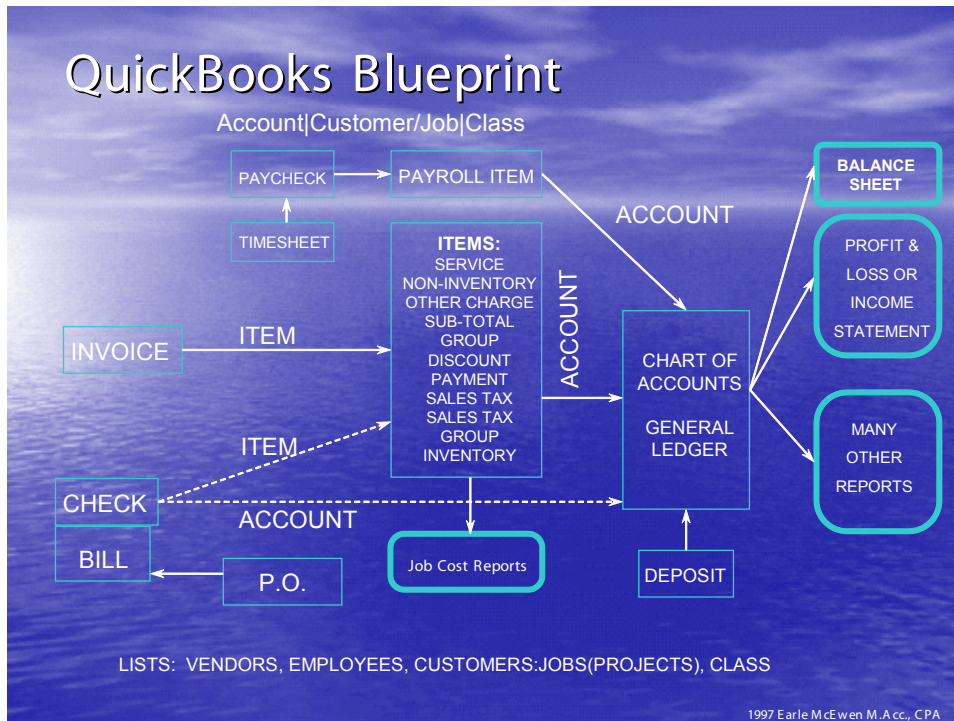 QuickBooks Blueprint
Account|Customer/Job|Class
PAYCHECK
PAYROLL ITEM
TIMESHEET
ACCOUNT
BALANCE
SHEET
PROFIT &
LOSS OR
INCOME
STATEMENT
ITEMS:
SERVICE
NON-INVENTORY
OTHER CHARGE
SUB-TOTAL
GROUP
DISCOUNT
PAYMENT
SALES TAX
SALES TAX
GROUP
INVENTORY
INVOICE
ITEM
ACCOUNT
CHART OF
ACCOUNTS
GENERAL
LEDGER
MANY
OTHER
REPORTS
ITEM
CHECK
ACCOUNT
BILL
P.O.
Job Cost Reports
DEPOSIT
LISTS: VENDORS, EMPLOYEES, CUSTOMERS:JOBS(PROJECTS), CLASS
1997 Earle McEwen M.Acc., CPA